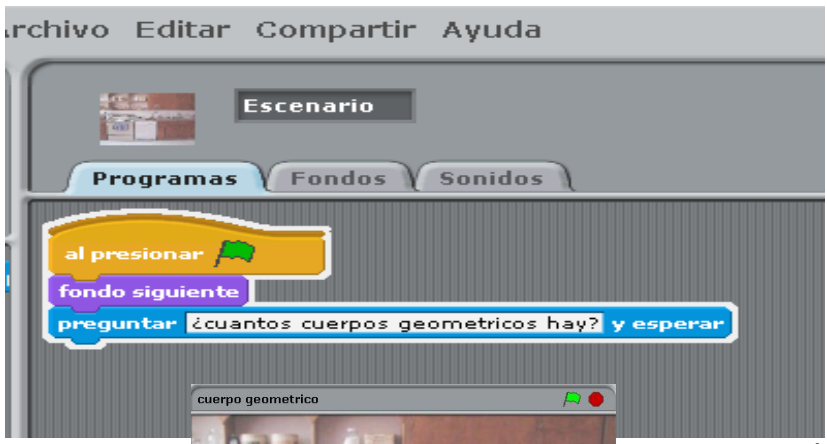 rchivo Editar Compartir Ayuda
Escenario
Programas Fondos Sonidos
al presionar
fondo siguiente
preguntar ¿cuantos cuerpos geometricos hay? y esperar
cuerpo geometrico